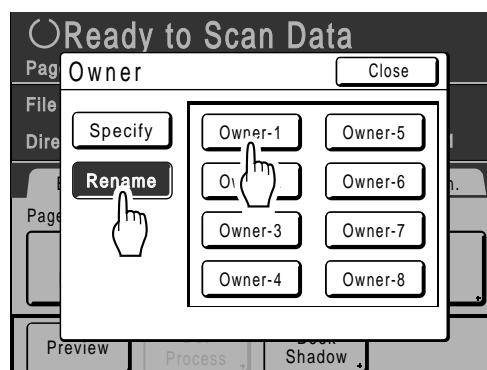 Ready to Scan Data
Pag
Owner
Close
File
Dire
Specify
Rename
Owner-1
Owner-5
Owner-6
Owner-3
Owner-7
Owner-4
Owner-8
Page
Preview
Process
Shadow